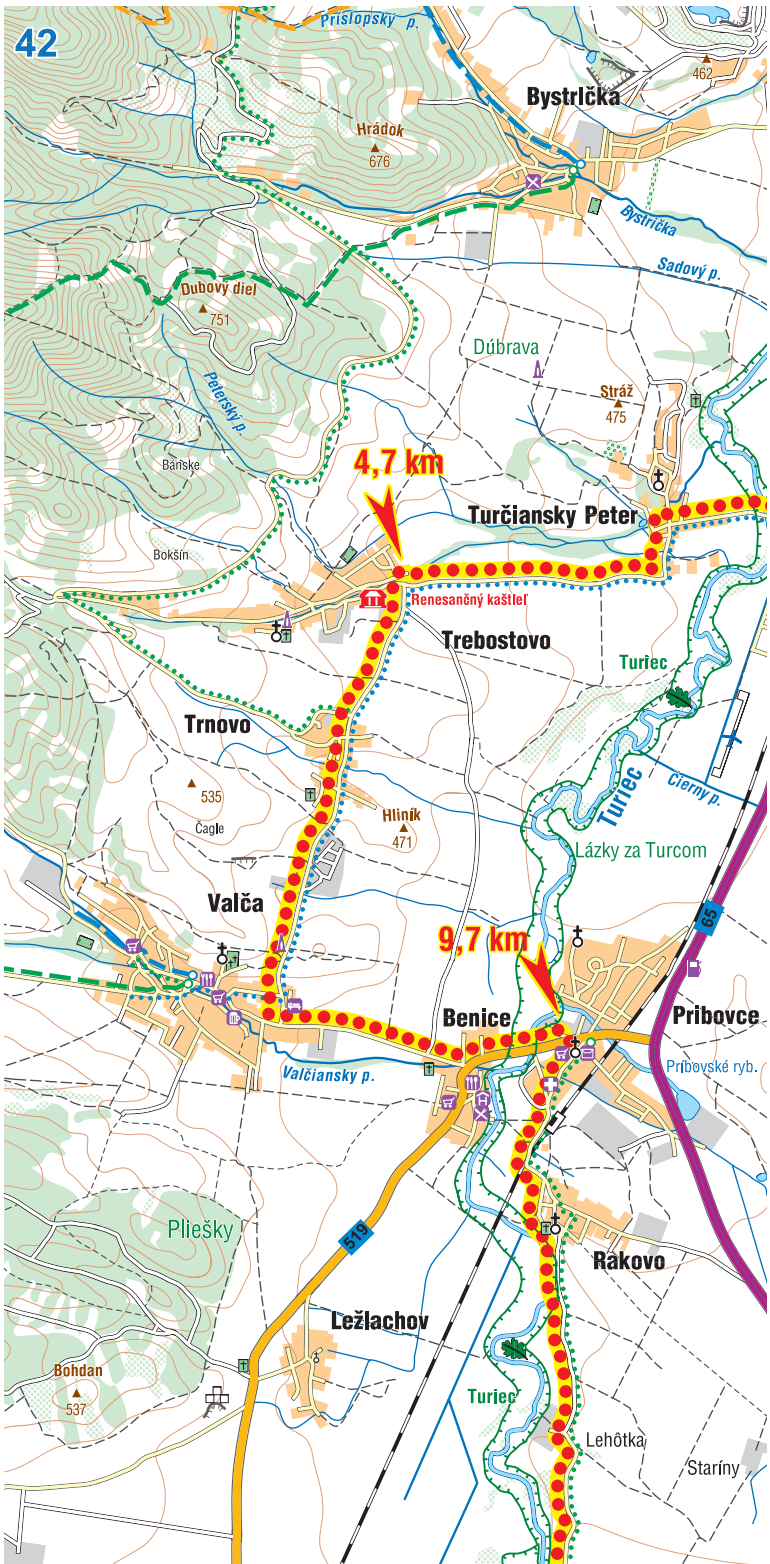 42
Príslopský p.
462
Bystrička
Hrádok
676
Bystrička
Sadový p.
Dubový diel
751
Dúbrava
Peterský p.
Stráž
475
Bánske
4,7 km
Turčiansky Peter
Bokšín
Renesančný kaštieľ
Trebostovo
Turiec
Trnovo
Čierny p.
535
Hliník
471
Turiec
Čagle
Lázky za Turcom
Valča
65
9,7 km
Benice
Pribovce
Valčiansky p.
Príbovské ryb.
Pliešky
519
Rakovo
Ležiachov
Bohdan
537
Turiec
Lehôtka
Staríny